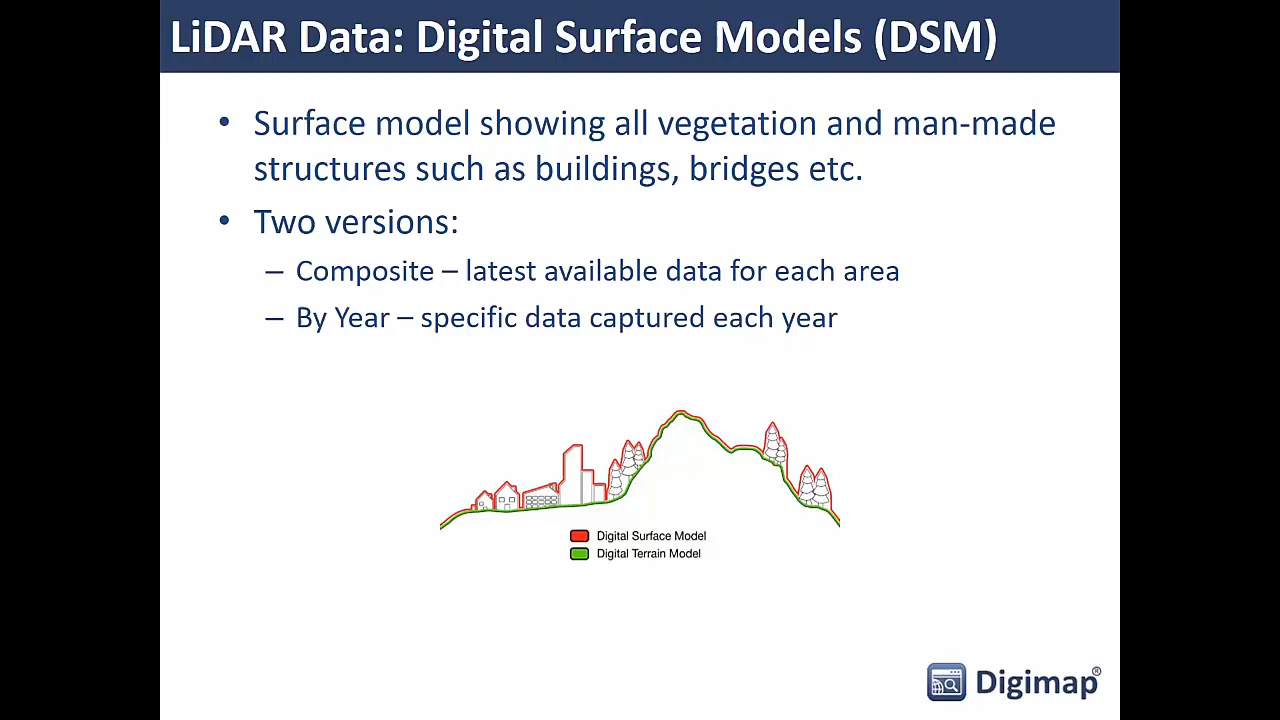 LiDAR Data: Digital Surface Models (DSM)
• Surface model showing all vegetation and man-made
structures such as buildings, bridges etc.
• Two versions:
– Composite – latest available data for each area
– By Year – specific data captured each year
Digital Surface Model
Digital Terrain Model
Digimap®